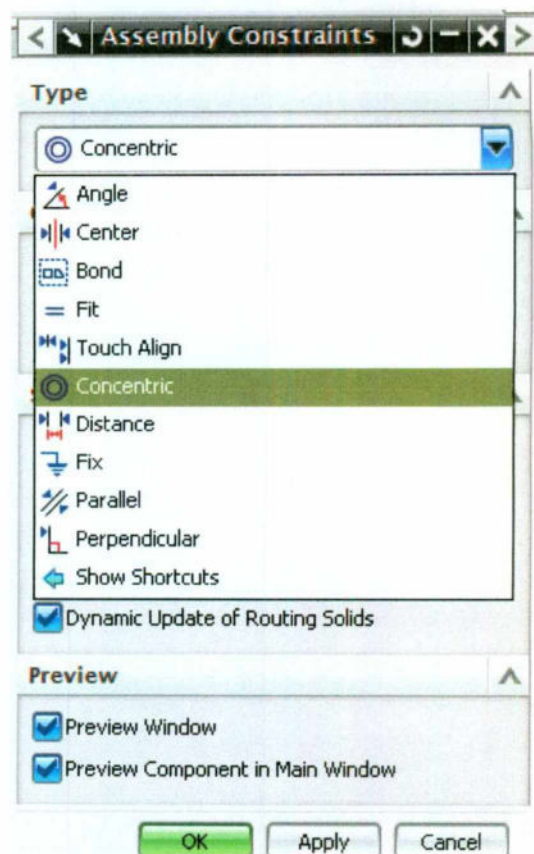 Assembly Constraints
Type
Concentric
Angle
Center
Bond
Fit
Touch Align
Concentric
Distance
Fix
Parallel
Perpendicular
Show Shortcuts
Dynamic Update of Routing Solids
Preview
Preview Window
Preview Component in Main Window
OK Apply Cancel